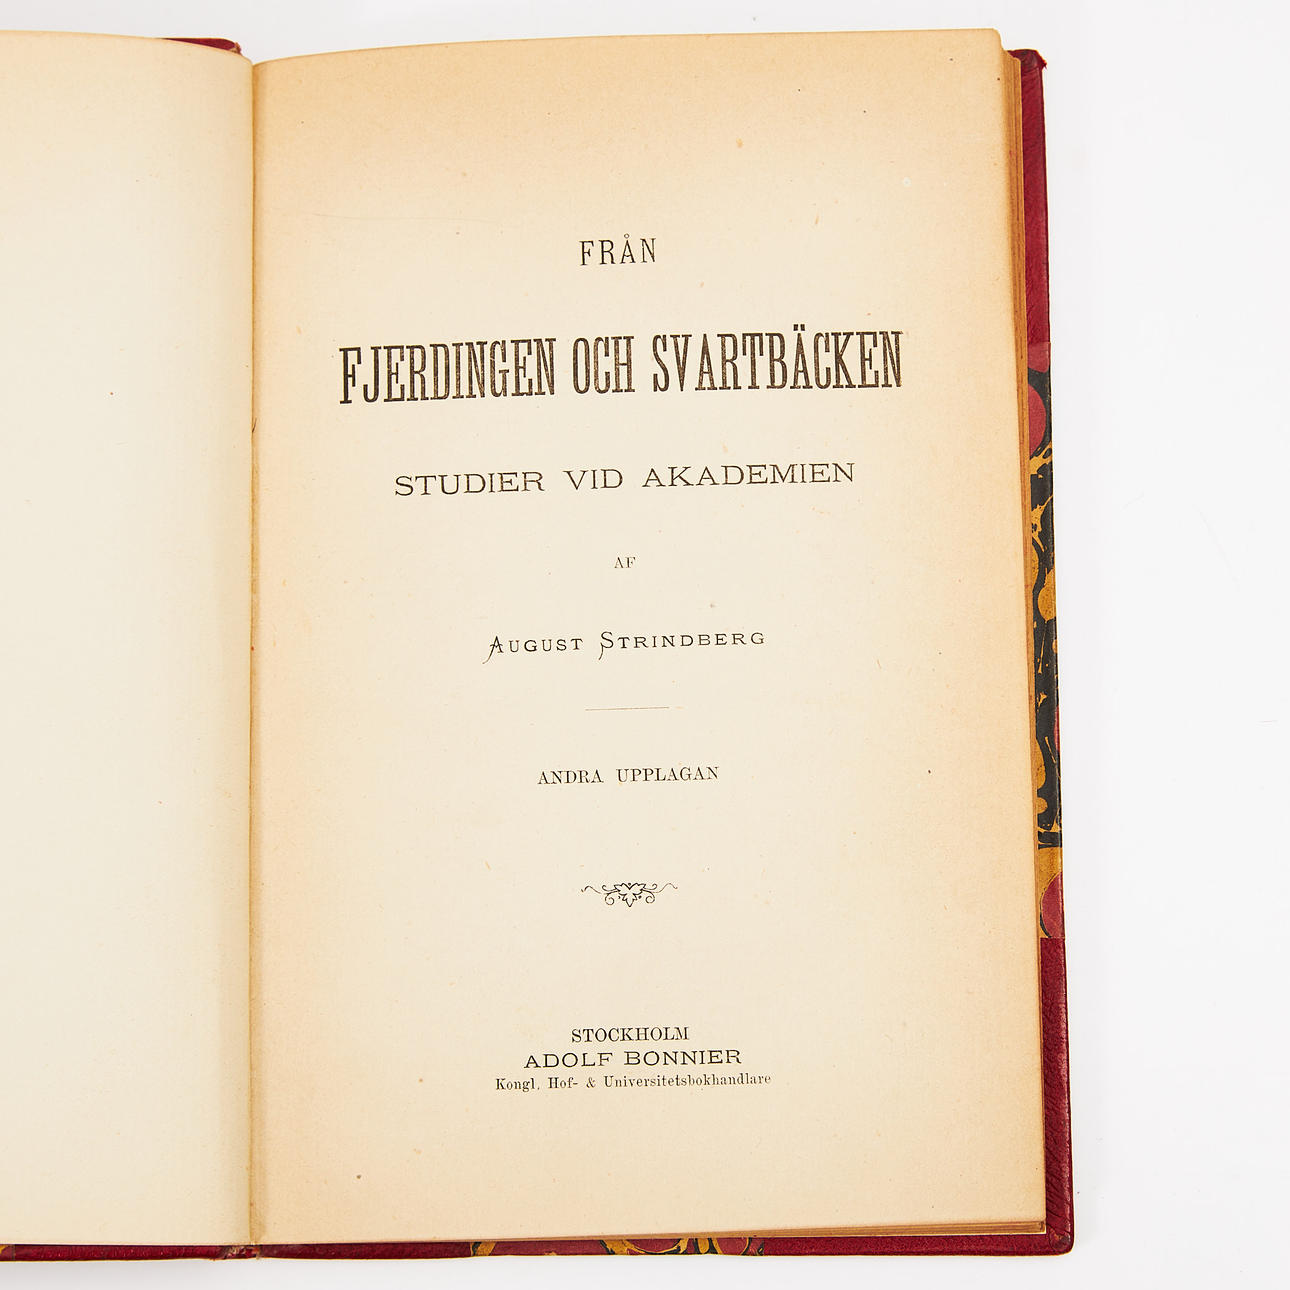 FRÅN
FJERDINGEN OCH SVARTBÄCKEN
STUDIER VID AKADEMIEN
AF
AUGUST STRINDBERG
ANDRA UPPLAGAN
STOCKHOLM
ADOLF BONNIER
Kongl. Hof- & Universitetsbokhandlare